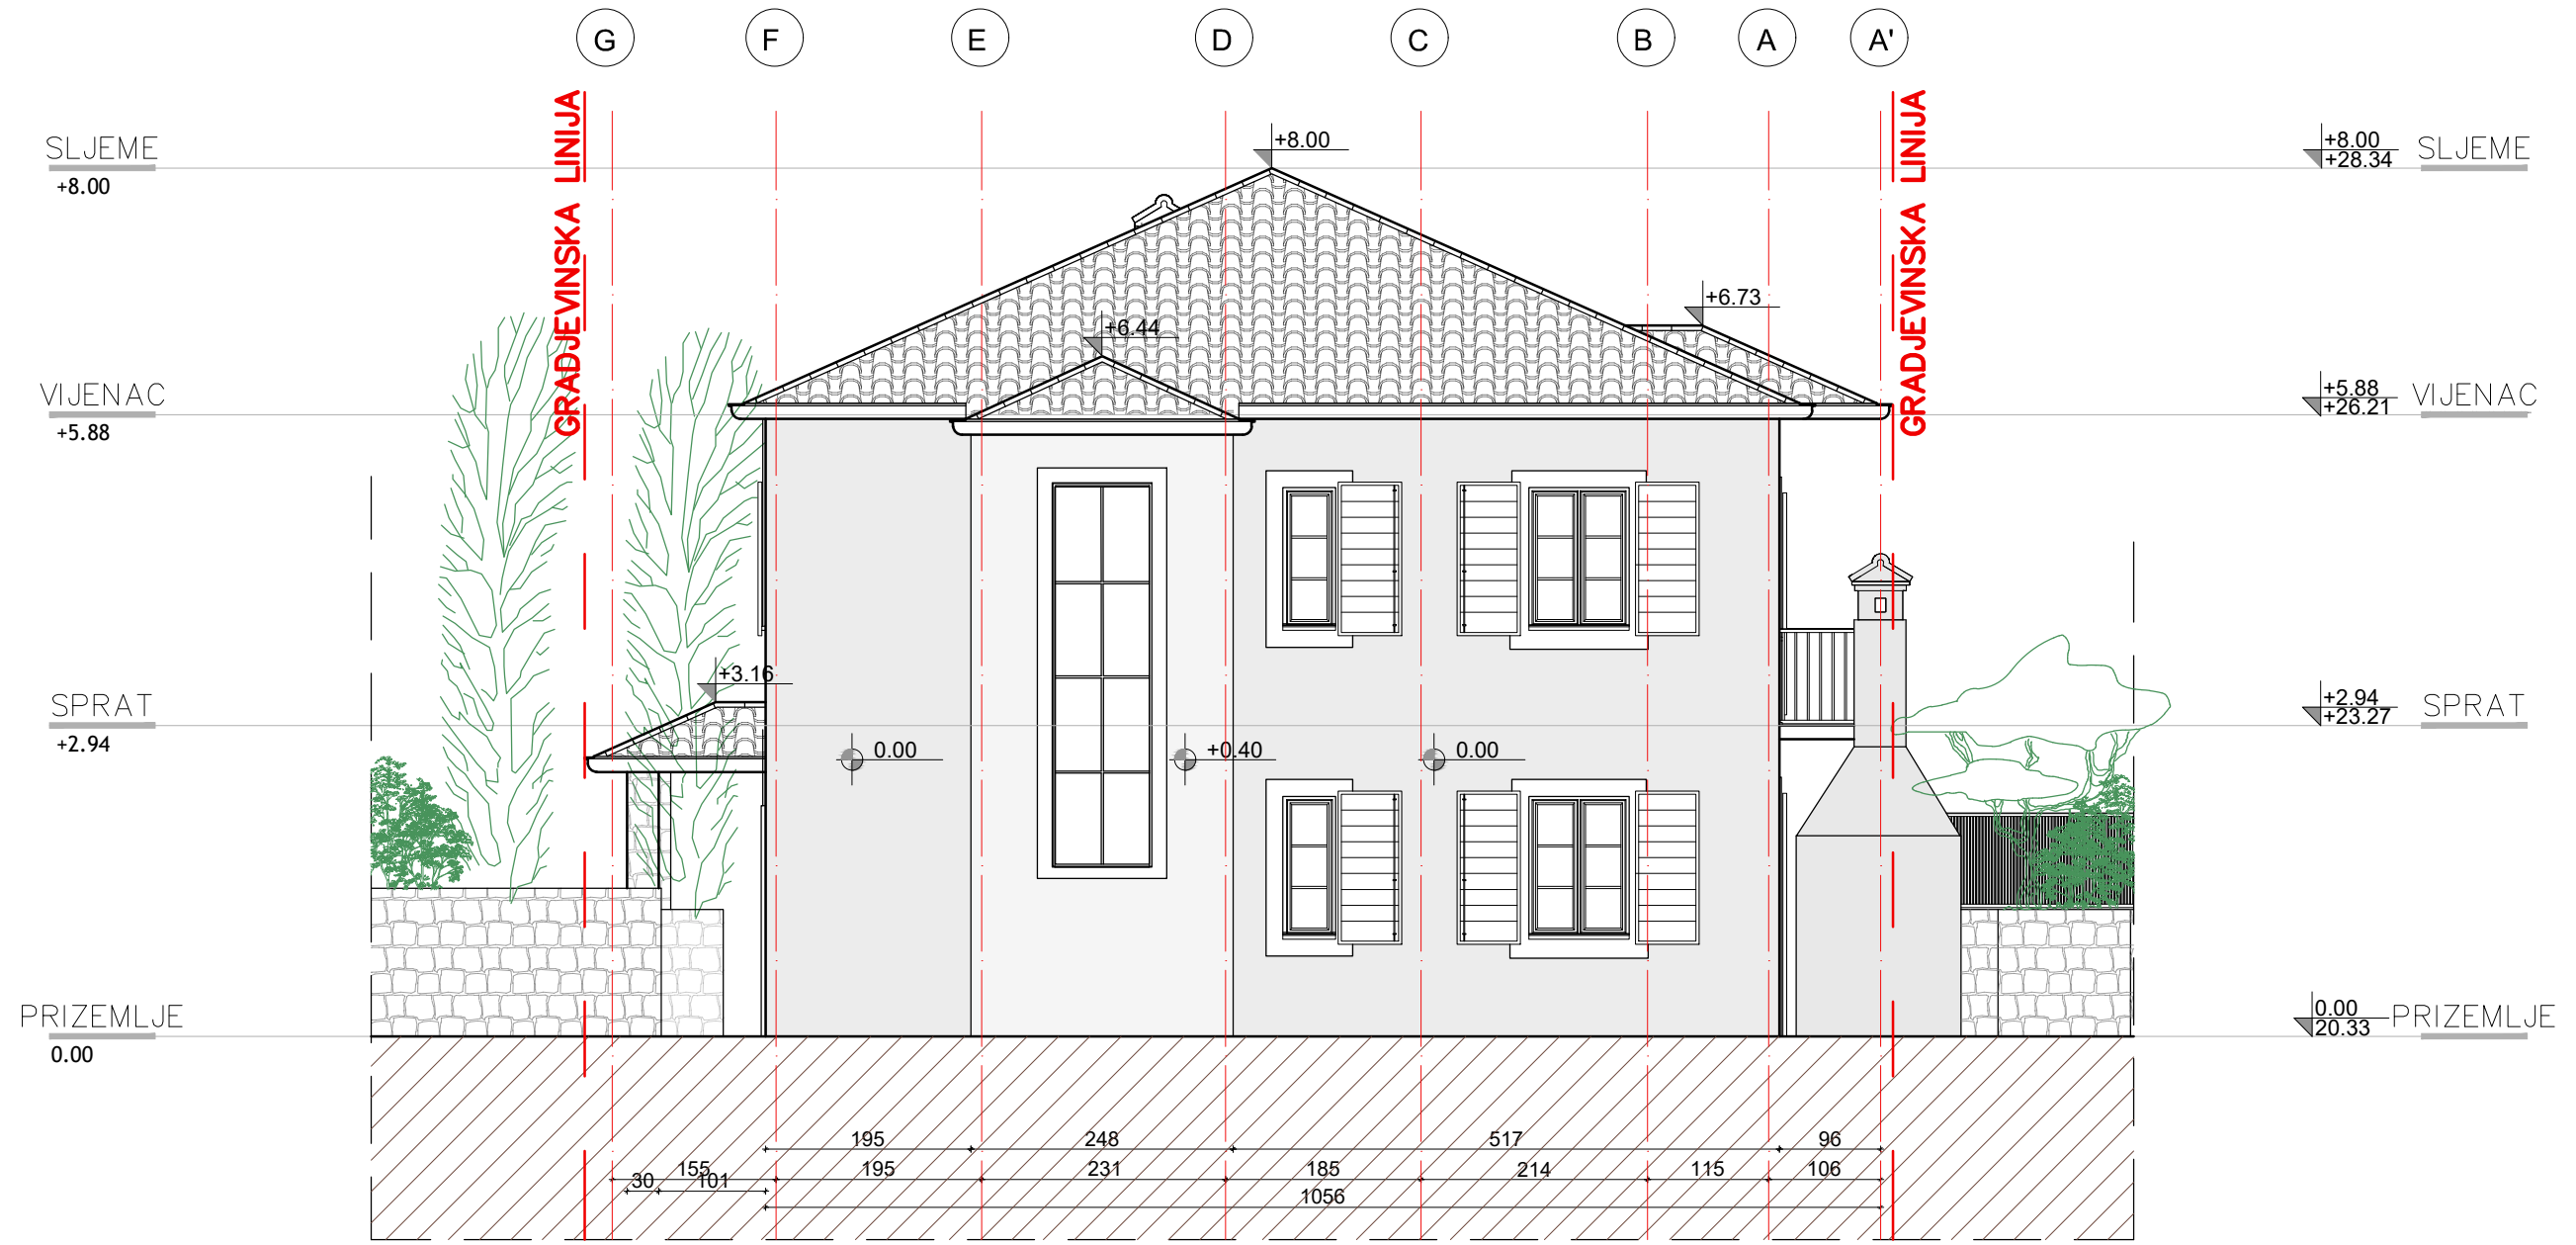 G F E D C B A A'
GRADJEVINSKA LINIJA
GRADJEVINSKA LINIJA
SLJEME
+8.00
+8.00
+8.00
+28.34
SLJEME
+6.73
+6.44
VIJENAC
+5.88
+5.88
+26.21
VIJENAC
+3.16
SPRAT
+2.94
+2.94
+23.27
SPRAT
0.00
+0.40
0.00
PRIZEMLJE
0.00
0.00
20.33
PRIZEMLJE
195 248 517 96
155 195 231 185 214 115 106
30 101
1056